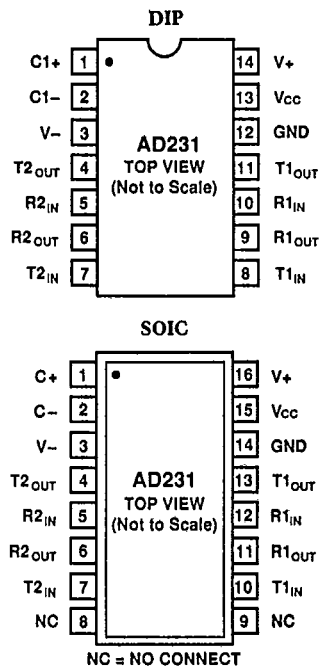 DIP
C1+ 1 14 V+
C1− 2 13 VCC
V− 3 12 GND
T2OUT 4 11 T1OUT
R2IN 5 10 R1IN
R2OUT 6 9 R1OUT
T2IN 7 8 T1IN
AD231
TOP VIEW
(Not to Scale)
SOIC
C+ 1 16 V+
C− 2 15 VCC
V− 3 14 GND
T2OUT 4 13 T1OUT
R2IN 5 12 R1IN
R2OUT 6 11 R1OUT
T2IN 7 10 T1IN
NC 8 9 NC
AD231
TOP VIEW
(Not to Scale)
NC = NO CONNECT